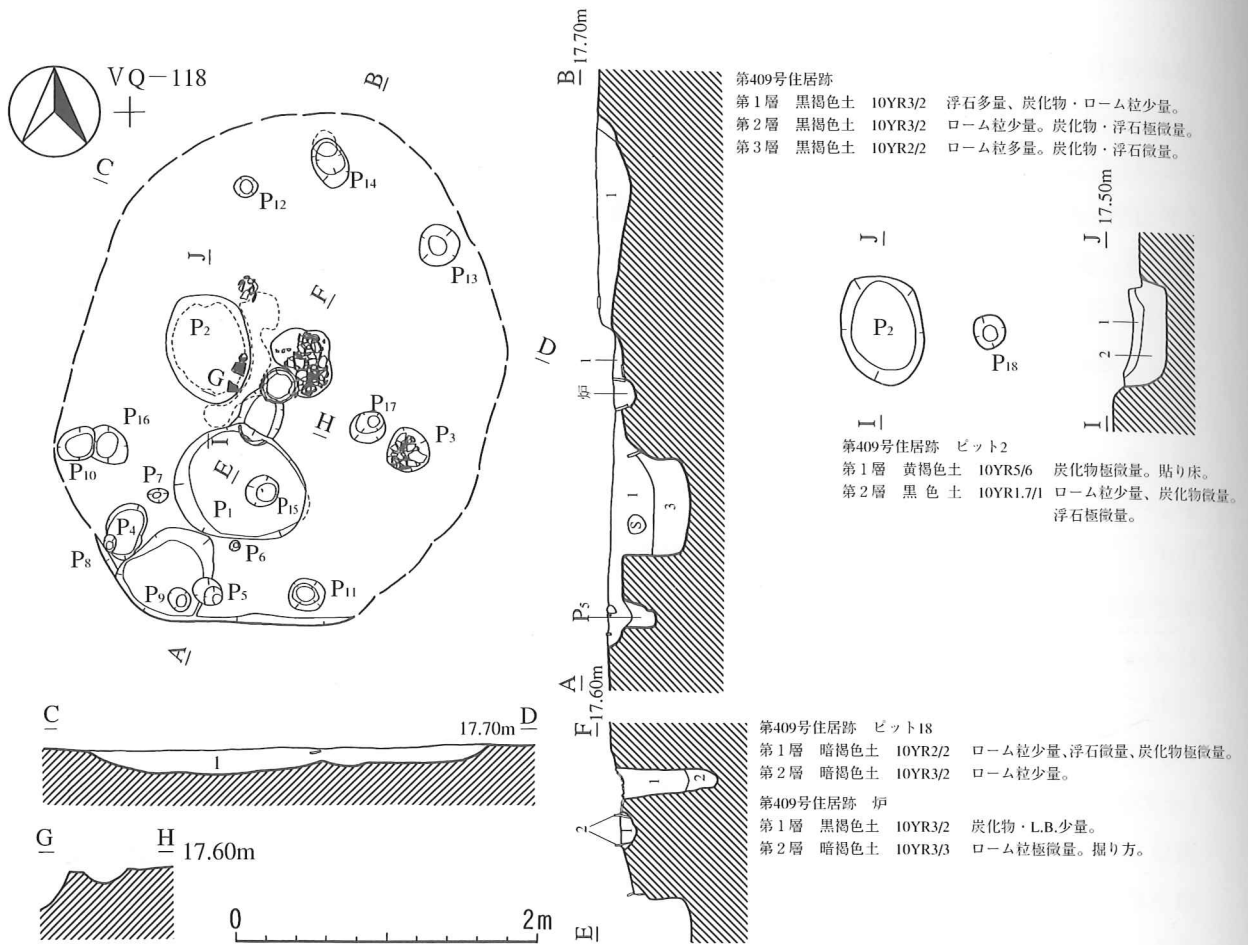 VQ-118
第409号住居跡
第1層 黒褐色土 10YR3/2 浮石多量、炭化物・ローム粒少量。
第2層 黒褐色土 10YR3/2 ローム粒少量。炭化物・浮石極微量。
第3層 黒褐色土 10YR2/2 ローム粒多量。炭化物・浮石微量。
B
C
P12
P14
P13
J
F
P2
G
D
H
P17
P3
P16
P10
P7
I
E
P1
P15
P4
P8
P6
P9
P5
P11
A
B 17.70m
1
1
炉
1
3
S
P5
A
J
P2
P18
I
J 17.50m
1
2
I
第409号住居跡 ピット2
第1層 黄褐色土 10YR5/6 炭化物極微量。貼り床。
第2層 黒色土 10YR1.7/1 ローム粒少量、炭化物微量。
浮石極微量。
C
17.70m
D
1
G
H
17.60m
0
2m
F 17.60m
1
2
2
1
E
第409号住居跡 ピット18
第1層 暗褐色土 10YR2/2 ローム粒少量、浮石微量、炭化物極微量。
第2層 暗褐色土 10YR3/2 ローム粒少量。
第409号住居跡 炉
第1層 黒褐色土 10YR3/2 炭化物・L.B.少量。
第2層 暗褐色土 10YR3/3 ローム粒極微量。掘り方。